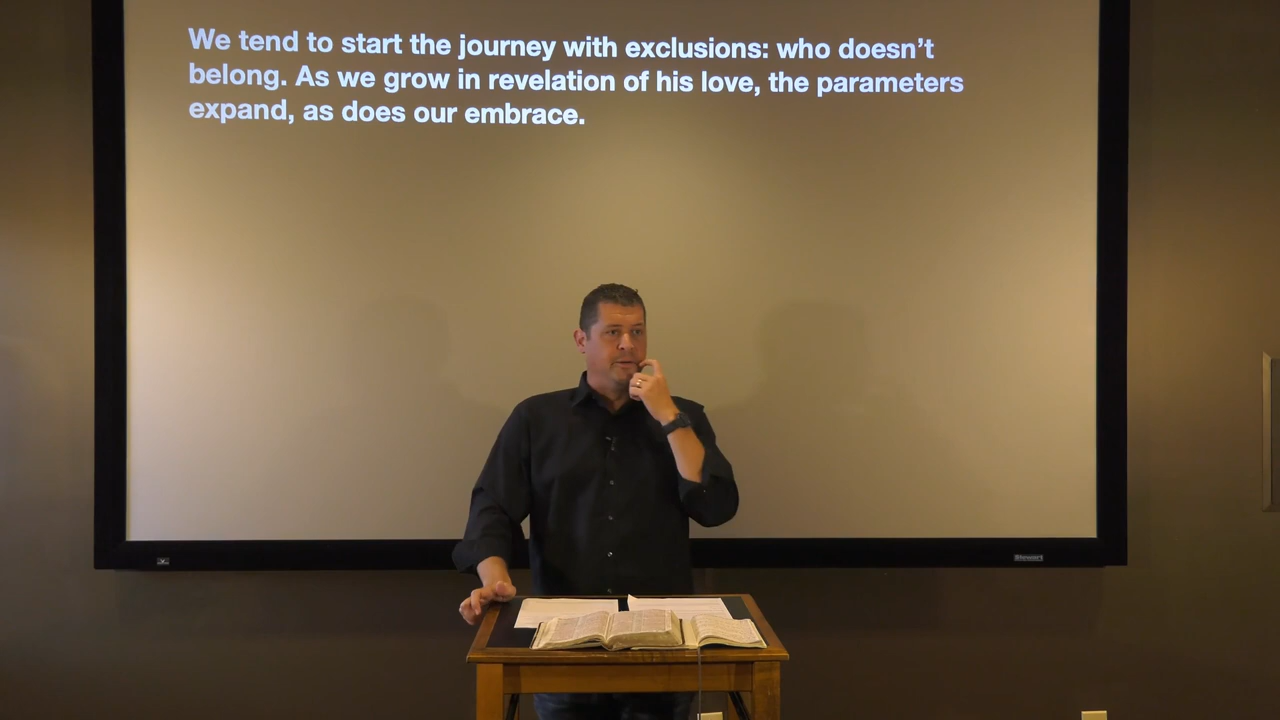 We tend to start the journey with exclusions: who doesn’t
belong. As we grow in revelation of his love, the parameters
expand, as does our embrace.